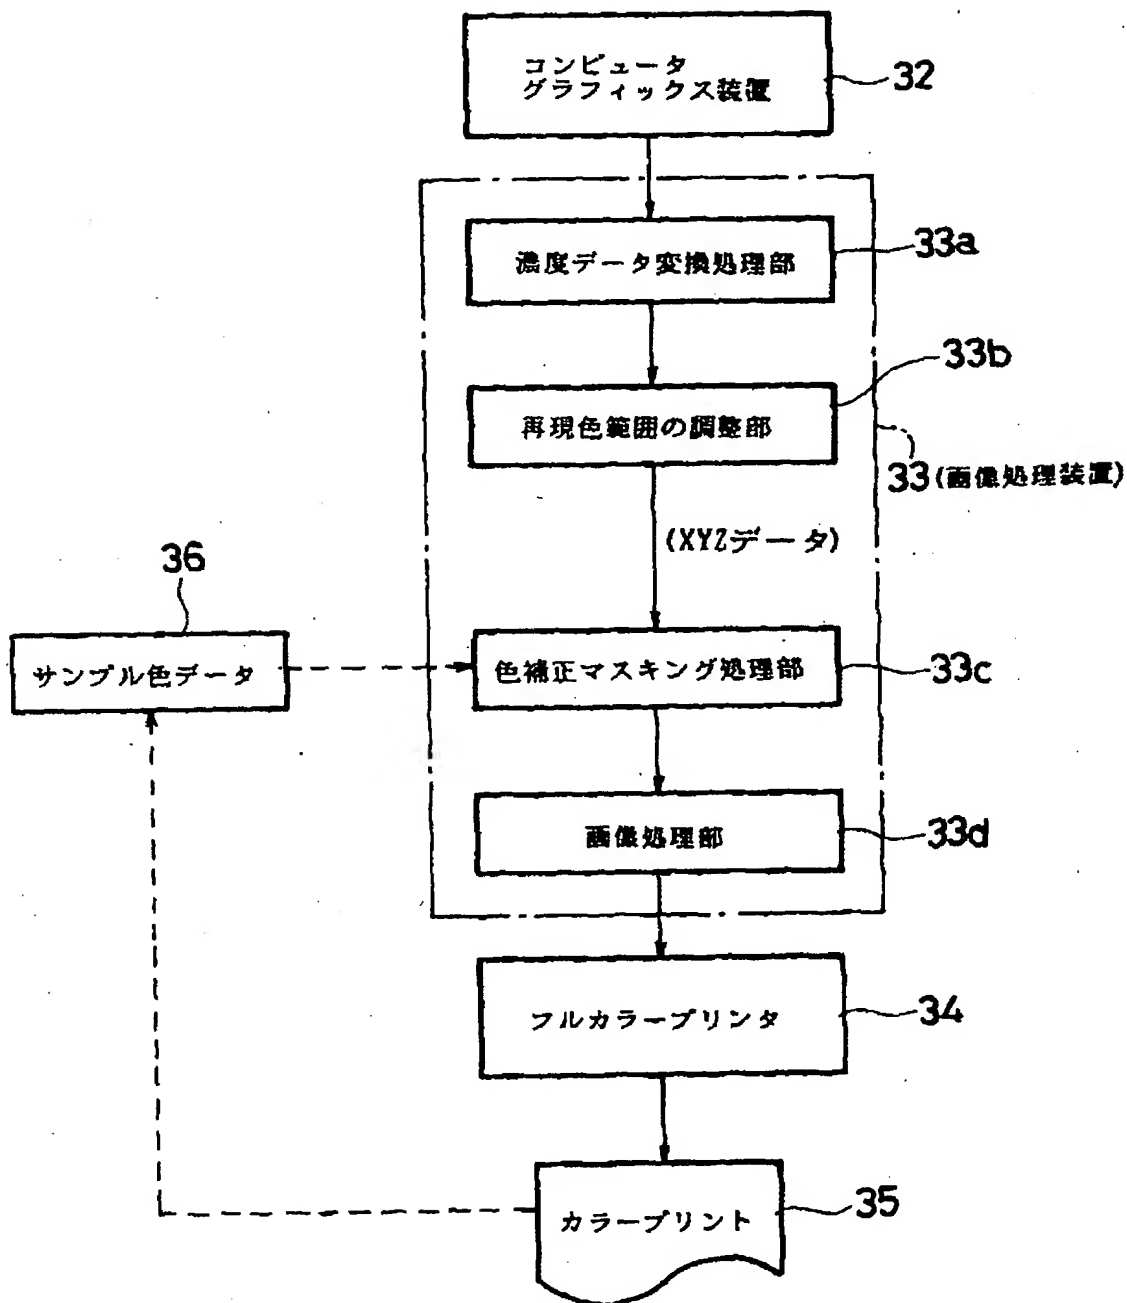 コンピュータ
グラフィックス装置
32
濃度データ変換処理部
33a
再現色範囲の調整部
33b
33(画像処理装置)
(XYZデータ)
36
サンプル色データ
色補正マスキング処理部
33c
画像処理部
33d
フルカラープリンタ
34
カラープリント
35